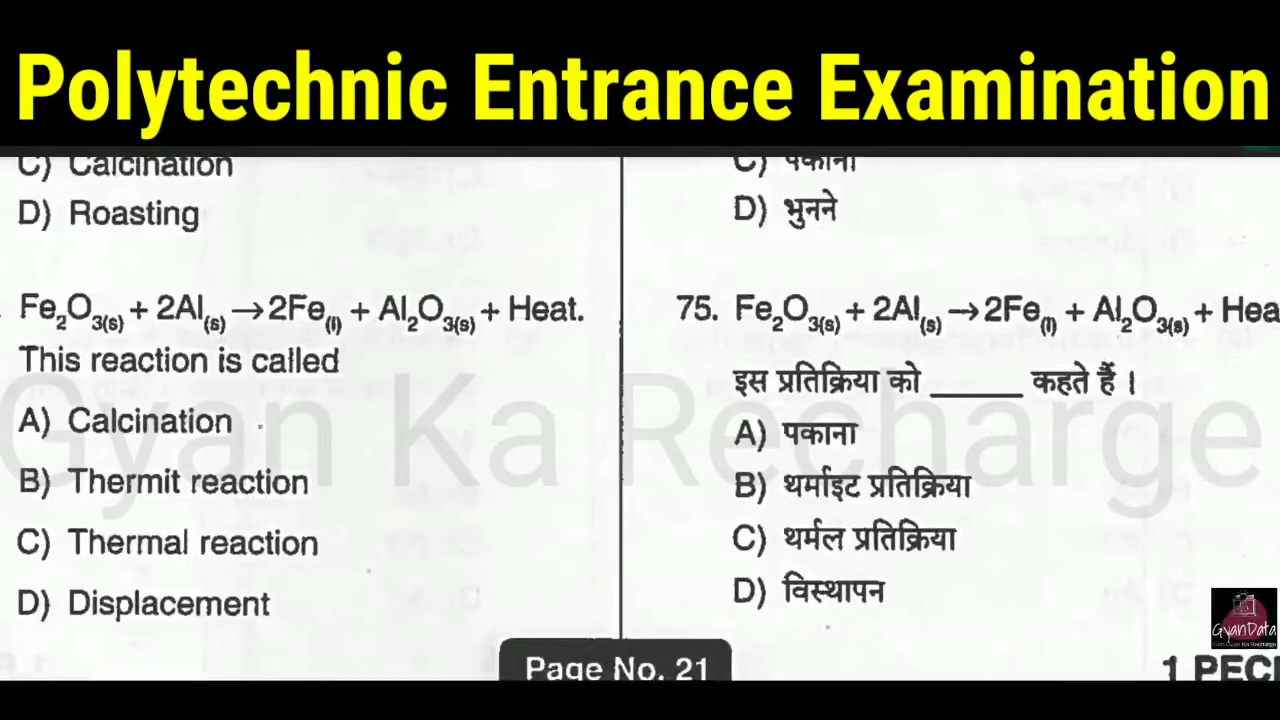 Polytechnic Entrance Examination
C) Calcination
D) Roasting
Fe₂O₃₍ₛ₎ + 2Al₍ₛ₎ → 2Fe₍ₗ₎ + Al₂O₃₍ₛ₎ + Heat.
This reaction is called
A) Calcination
B) Thermit reaction
C) Thermal reaction
D) Displacement
C) पकाना
D) भुनने
75. Fe₂O₃₍ₛ₎ + 2Al₍ₛ₎ → 2Fe₍ₗ₎ + Al₂O₃₍ₛ₎ + Hea
इस प्रतिक्रिया को ______ कहते हैं ।
A) पकाना
B) थर्माइट प्रतिक्रिया
C) थर्मल प्रतिक्रिया
D) विस्थापन
Gyan Ka Recharge
GyanData
Page No. 21
1 PEC